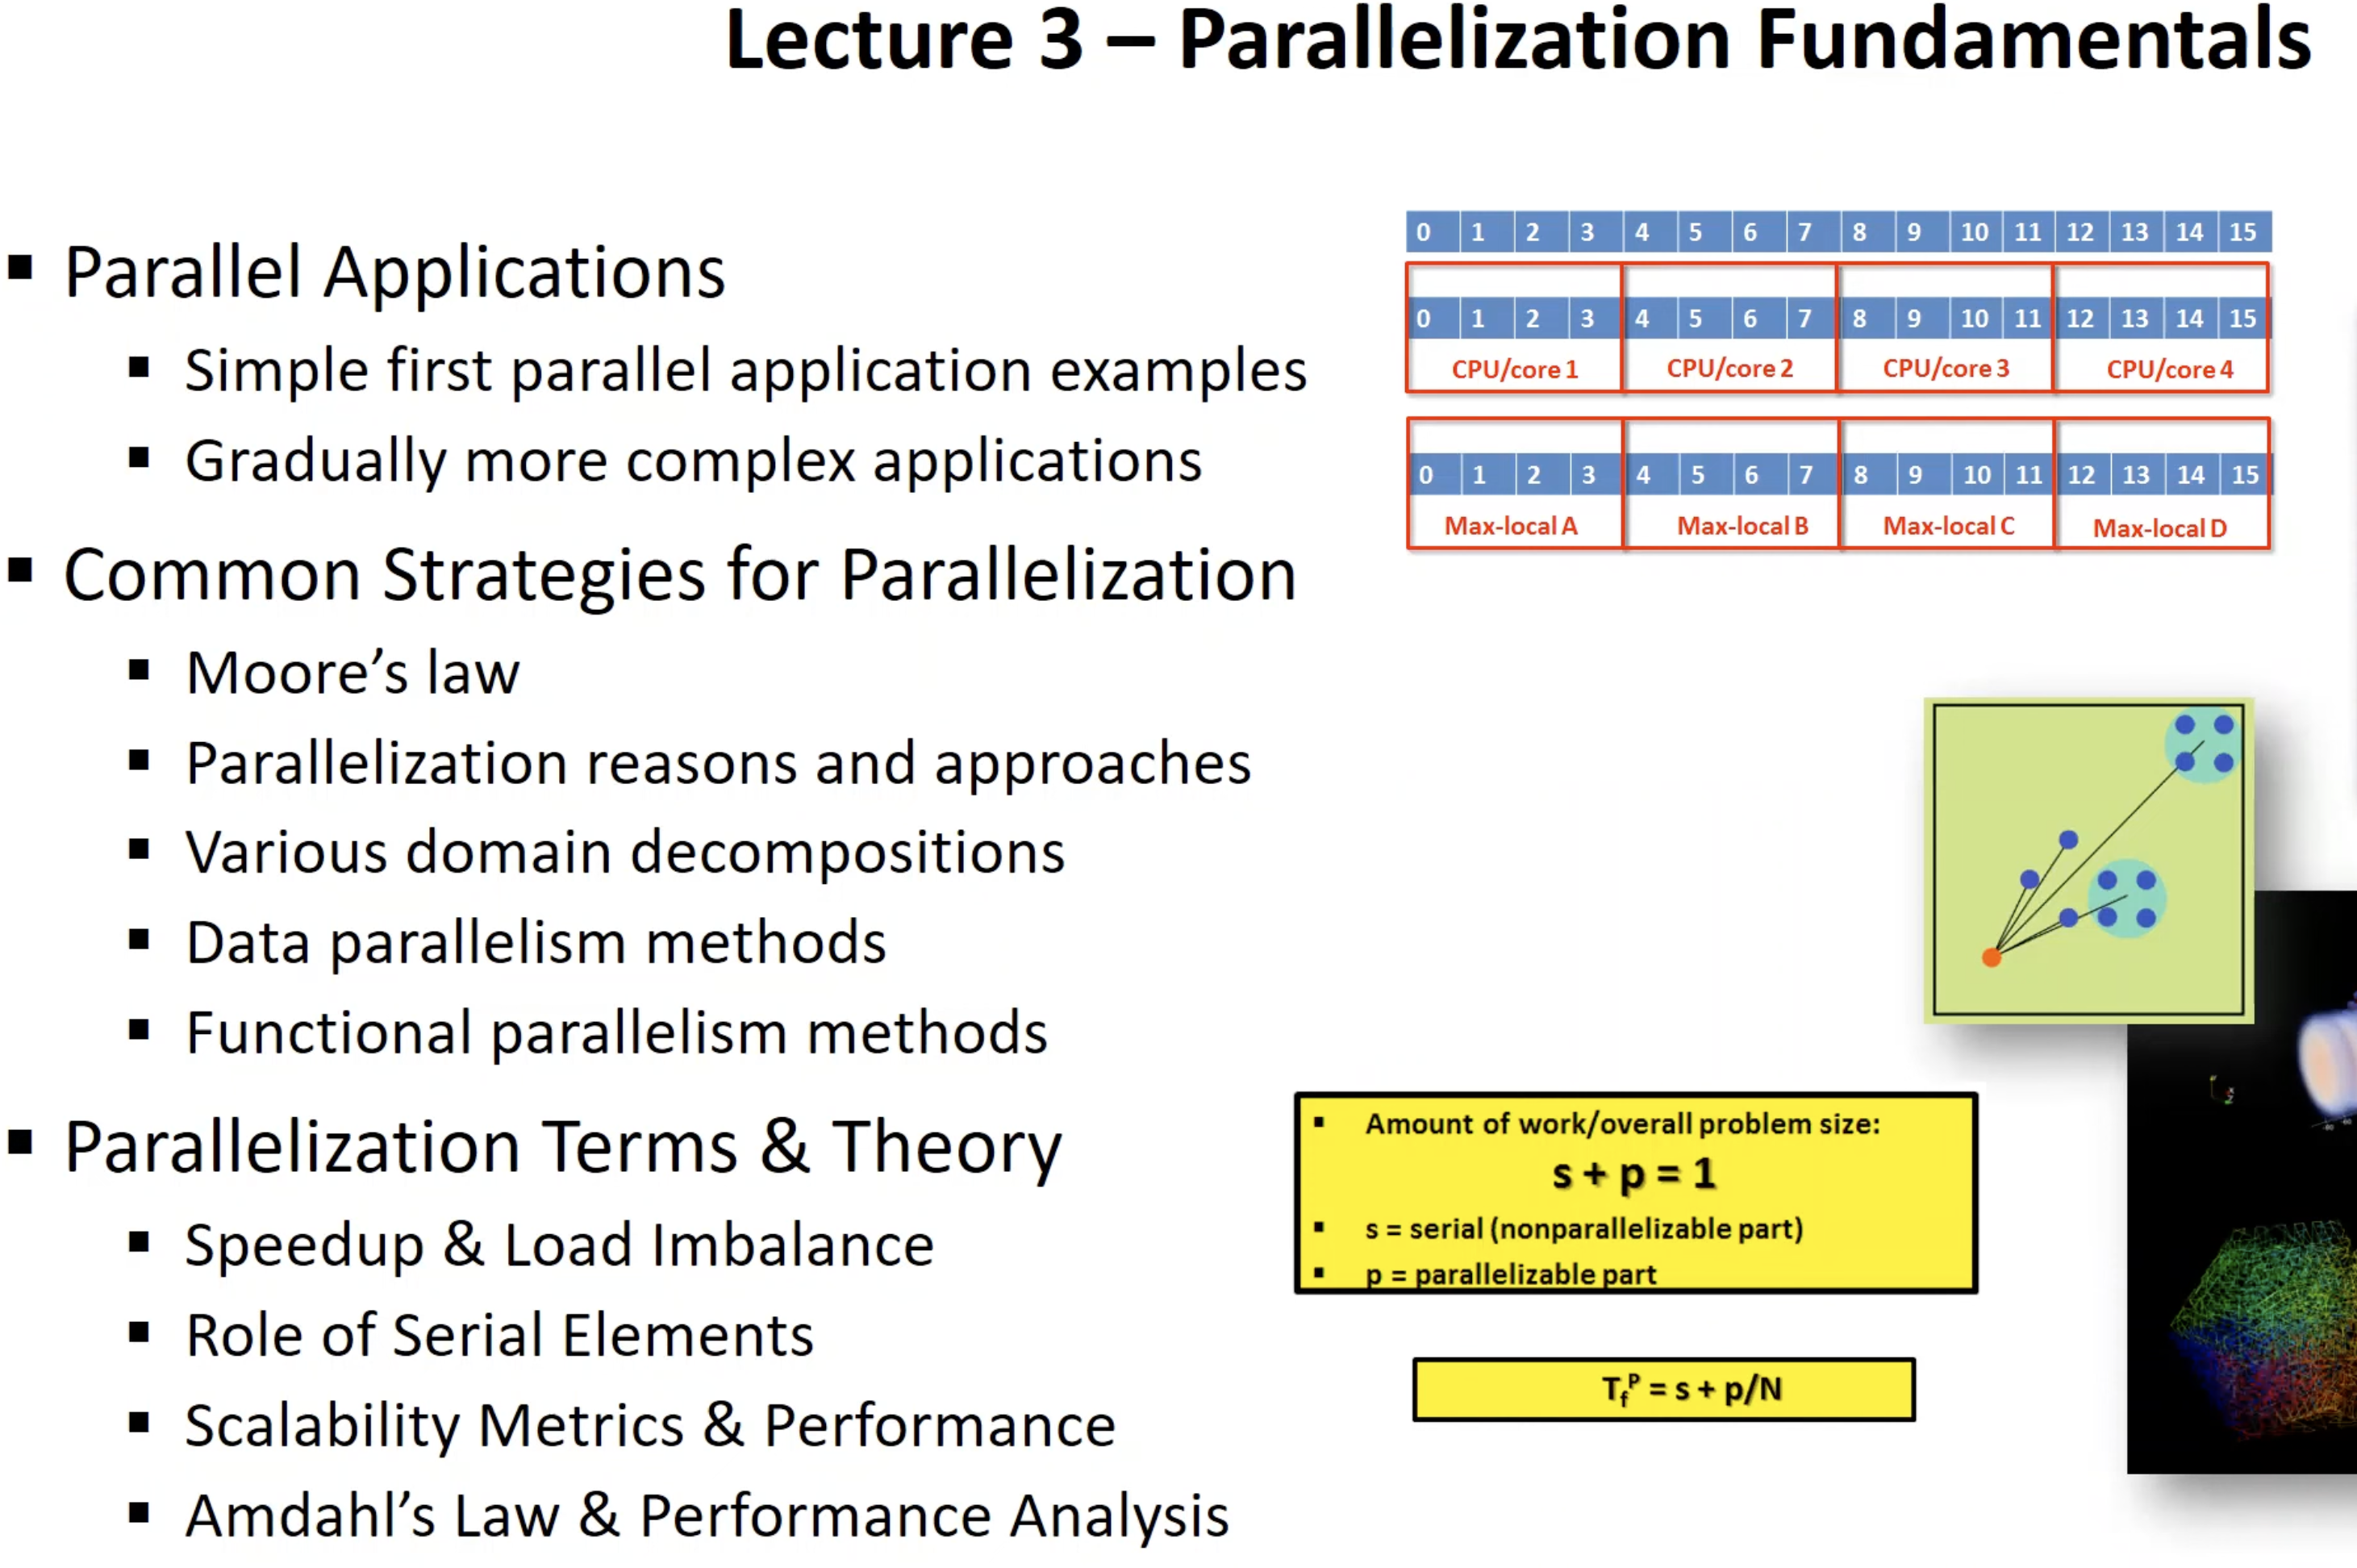 Lecture 3 – Parallelization Fundamentals
▪ Parallel Applications
▪ Simple first parallel application examples
▪ Gradually more complex applications
▪ Common Strategies for Parallelization
▪ Moore’s law
▪ Parallelization reasons and approaches
▪ Various domain decompositions
▪ Data parallelism methods
▪ Functional parallelism methods
▪ Parallelization Terms & Theory
▪ Speedup & Load Imbalance
▪ Role of Serial Elements
▪ Scalability Metrics & Performance
▪ Amdahl’s Law & Performance Analysis
0 1 2 3 4 5 6 7 8 9 10 11 12 13 14 15
0 1 2 3 4 5 6 7 8 9 10 11 12 13 14 15
CPU/core 1 CPU/core 2 CPU/core 3 CPU/core 4
0 1 2 3 4 5 6 7 8 9 10 11 12 13 14 15
Max-local A Max-local B Max-local C Max-local D
▪ Amount of work/overall problem size:
s + p = 1
▪ s = serial (nonparallelizable part)
▪ p = parallelizable part
T_f^P = s + p/N